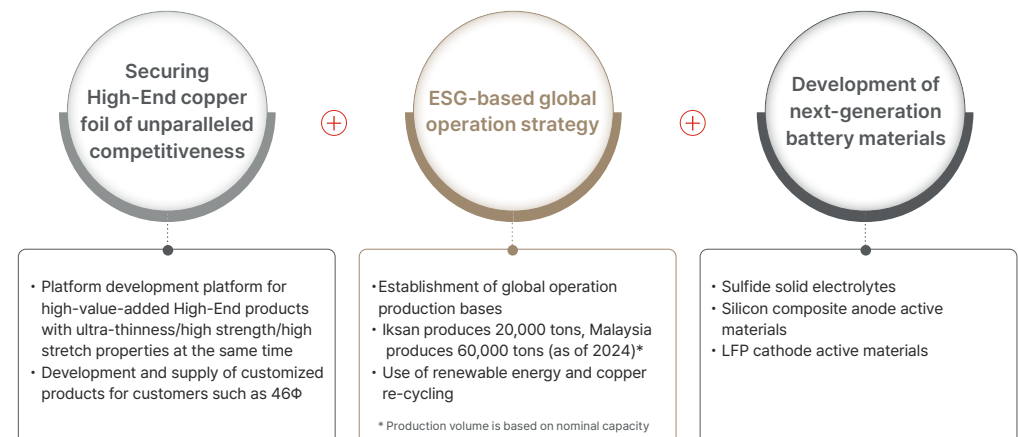 Securing
High-End copper
foil of unparalleled
competitiveness
ESG-based global
operation strategy
Development of
next-generation
battery materials
• Platform development platform for
high-value-added High-End products
with ultra-thinness/high strength/high
stretch properties at the same time
• Development and supply of customized
products for customers such as 46Φ
•Establishment of global operation
production bases
• Iksan produces 20,000 tons, Malaysia
produces 60,000 tons (as of 2024)*
• Use of renewable energy and copper
re-cycling
* Production volume is based on nominal capacity
• Sulfide solid electrolytes
• Silicon composite anode active
materials
• LFP cathode active materials